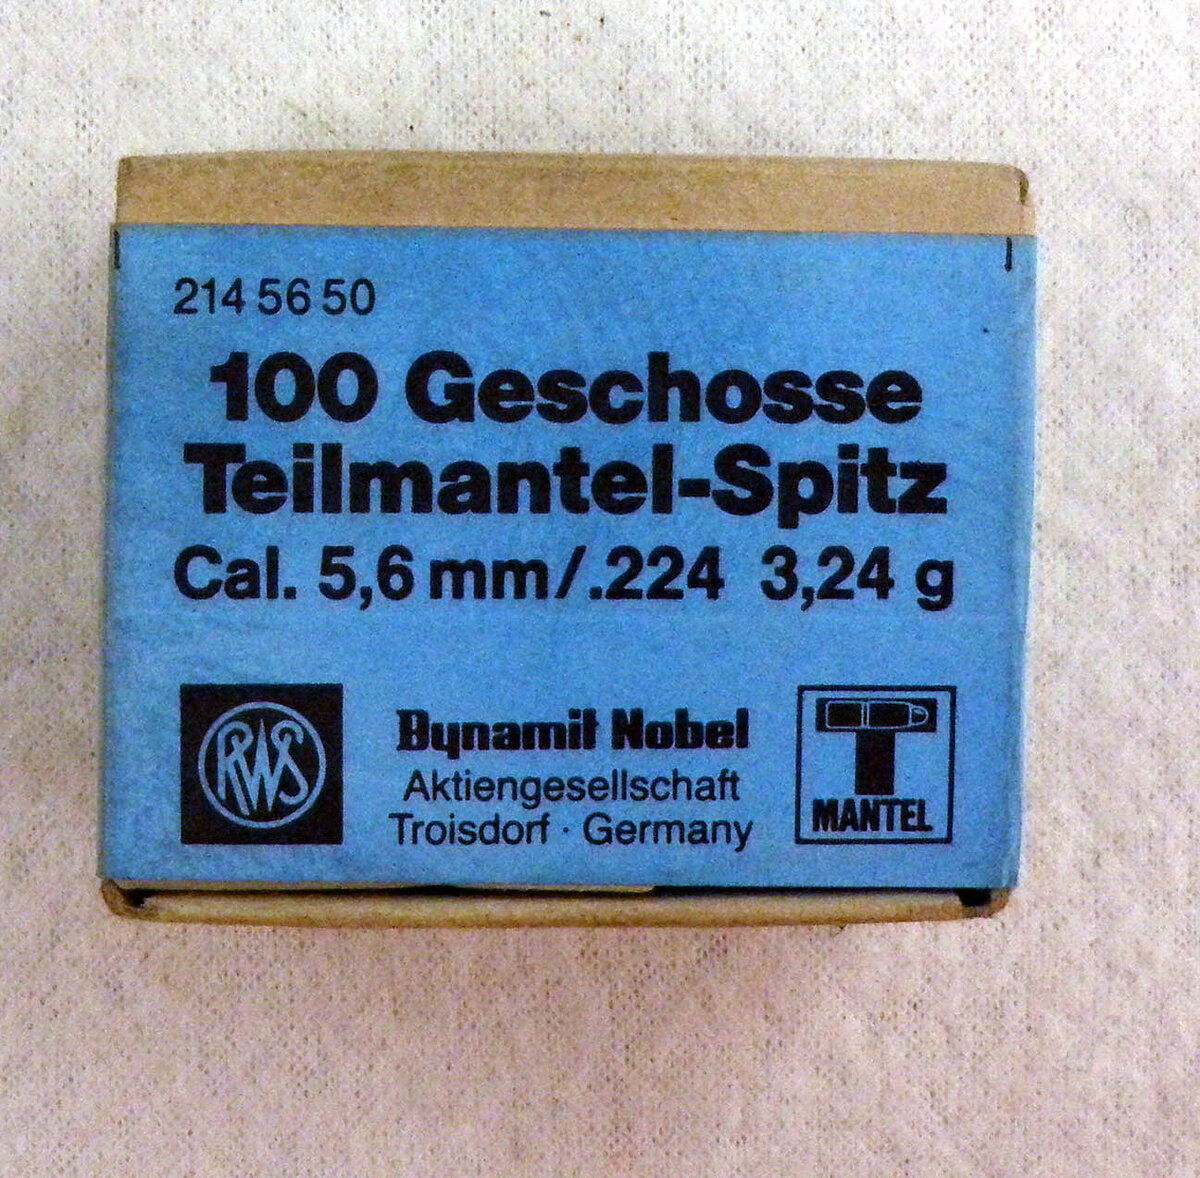 214 56 50
100 Geschosse
Teilmantel-Spitz
Cal. 5,6 mm/.224 3,24 g
RWS
Dynamit Nobel
Aktiengesellschaft
Troisdorf · Germany
T
MANTEL